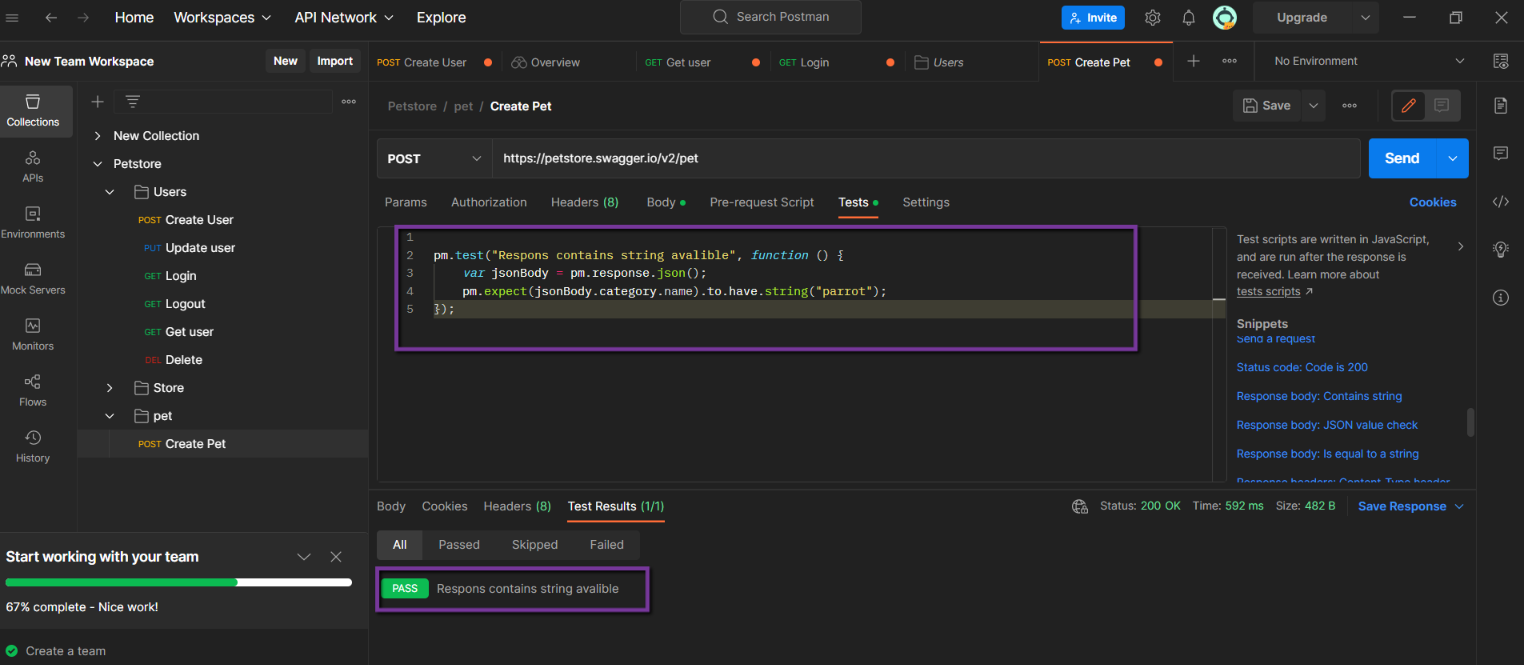 Home Workspaces API Network Explore Search Postman Invite Upgrade
New Team Workspace New Import POST Create User Overview GET Get user GET Login Users POST Create Pet No Environment
Collections
APIs
Environments
Mock Servers
Monitors
Flows
History
New Collection
Petstore
Users
POST Create User
PUT Update user
GET Login
GET Logout
GET Get user
DEL Delete
Store
pet
POST Create Pet
Start working with your team
67% complete - Nice work!
Create a team
Petstore / pet / Create Pet Save
POST https://petstore.swagger.io/v2/pet Send
Params Authorization Headers (8) Body Pre-request Script Tests Settings Cookies
1
2 pm.test("Respons contains string avalible", function () {
3 var jsonBody = pm.response.json();
4 pm.expect(jsonBody.category.name).to.have.string("parrot");
5 });
Test scripts are written in JavaScript,
and are run after the response is
received. Learn more about
tests scripts
Snippets
Send a request
Status code: Code is 200
Response body: Contains string
Response body: JSON value check
Response body: Is equal to a string
Response headers: Content-Type header
Body Cookies Headers (8) Test Results (1/1) Status: 200 OK Time: 592 ms Size: 482 B Save Response
All Passed Skipped Failed
PASS Respons contains string avalible